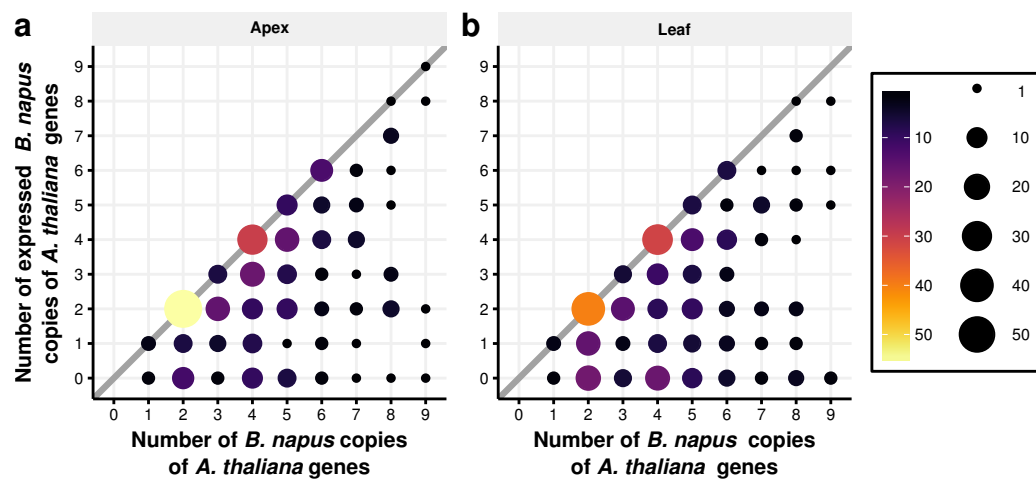 a
Apex
b
Leaf
Number of expressed B. napus
copies of A. thaliana genes
9
8
7
6
5
4
3
2
1
0
0 1 2 3 4 5 6 7 8 9
Number of B. napus copies
of A. thaliana genes
9
8
7
6
5
4
3
2
1
0
0 1 2 3 4 5 6 7 8 9
Number of B. napus copies
of A. thaliana genes
10
20
30
40
50
1
10
20
30
40
50